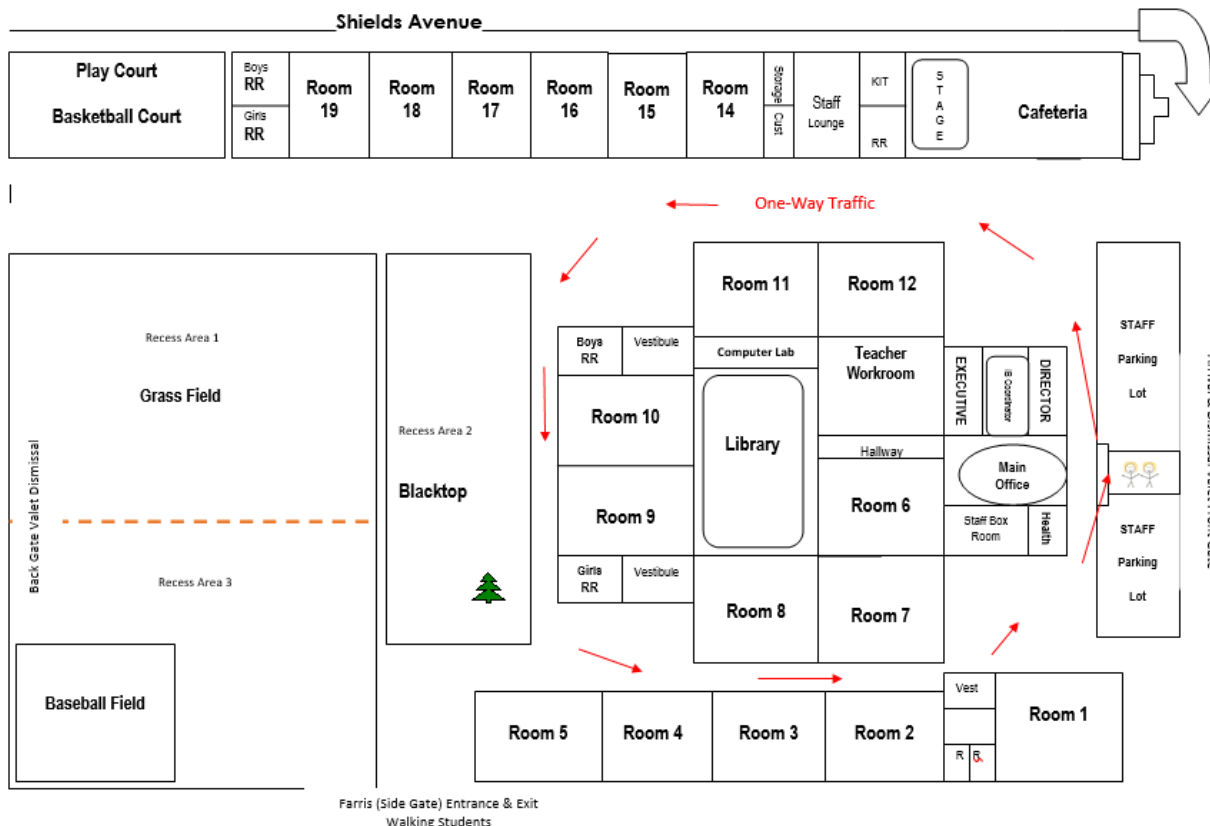 Shields Avenue
Play Court
Basketball Court
Boys
RR
Girls
RR
Room
19
Room
18
Room
17
Room
16
Room
15
Room
14
Storage
Cust
Staff
Lounge
KIT
RR
STAGE
Cafeteria
One-Way Traffic
Recess Area 1
Grass Field
Back Gate Valet Dismissal
Recess Area 3
Baseball Field
Recess Area 2
Blacktop
Boys
RR
Vestibule
Room 10
Room 9
Girls
RR
Vestibule
Room 11
Room 12
Computer Lab
Library
Teacher
Workroom
EXECUTIVE
IB Coordinator
DIRECTOR
Hallway
Main
Office
Room 6
Staff Box
Room
Health
Room 8
Room 7
STAFF
Parking
Lot
STAFF
Parking
Lot
Room 5
Room 4
Room 3
Room 2
Vest
R
R
Room 1
Farris (Side Gate) Entrance & Exit
Walking Students